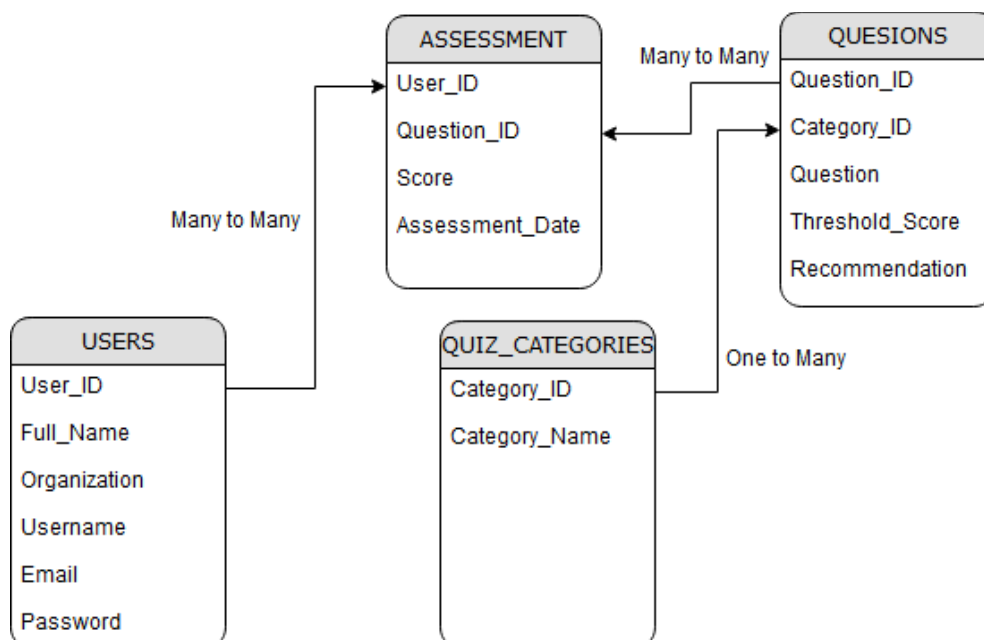 ASSESSMENT
User_ID
Question_ID
Score
Assessment_Date
Many to Many
QUESIONS
Question_ID
Category_ID
Question
Threshold_Score
Recommendation
Many to Many
USERS
User_ID
Full_Name
Organization
Username
Email
Password
QUIZ_CATEGORIES
Category_ID
Category_Name
One to Many